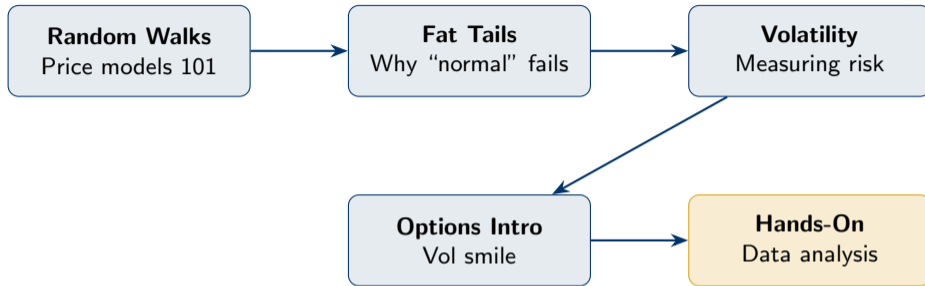 Random Walks
Price models 101
Fat Tails
Why “normal” fails
Volatility
Measuring risk
Options Intro
Vol smile
Hands-On
Data analysis